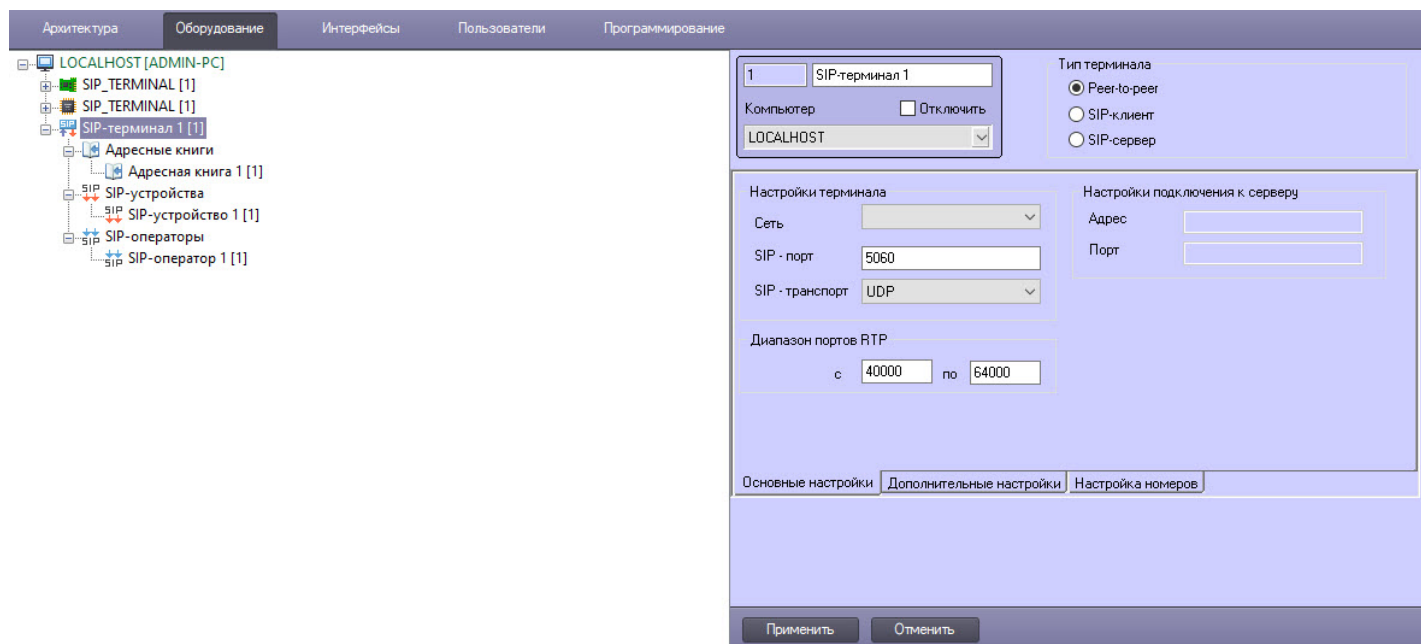 Архитектура Оборудование Интерфейсы Пользователи Программирование
LOCALHOST [ADMIN-PC]
SIP_TERMINAL [1]
SIP_TERMINAL [1]
SIP-терминал 1 [1]
Адресные книги
Адресная книга 1 [1]
SIP SIP-устройства
SIP SIP-устройство 1 [1]
SIP SIP-операторы
SIP SIP-оператор 1 [1]
1 SIP-терминал 1
Компьютер Отключить
LOCALHOST
Тип терминала
Peer-to-peer
SIP-клиент
SIP-сервер
Настройки терминала
Сеть
SIP - порт 5060
SIP - транспорт UDP
Настройки подключения к серверу
Адрес
Порт
Диапазон портов RTP
с 40000 по 64000
Основные настройки Дополнительные настройки Настройка номеров
Применить Отменить